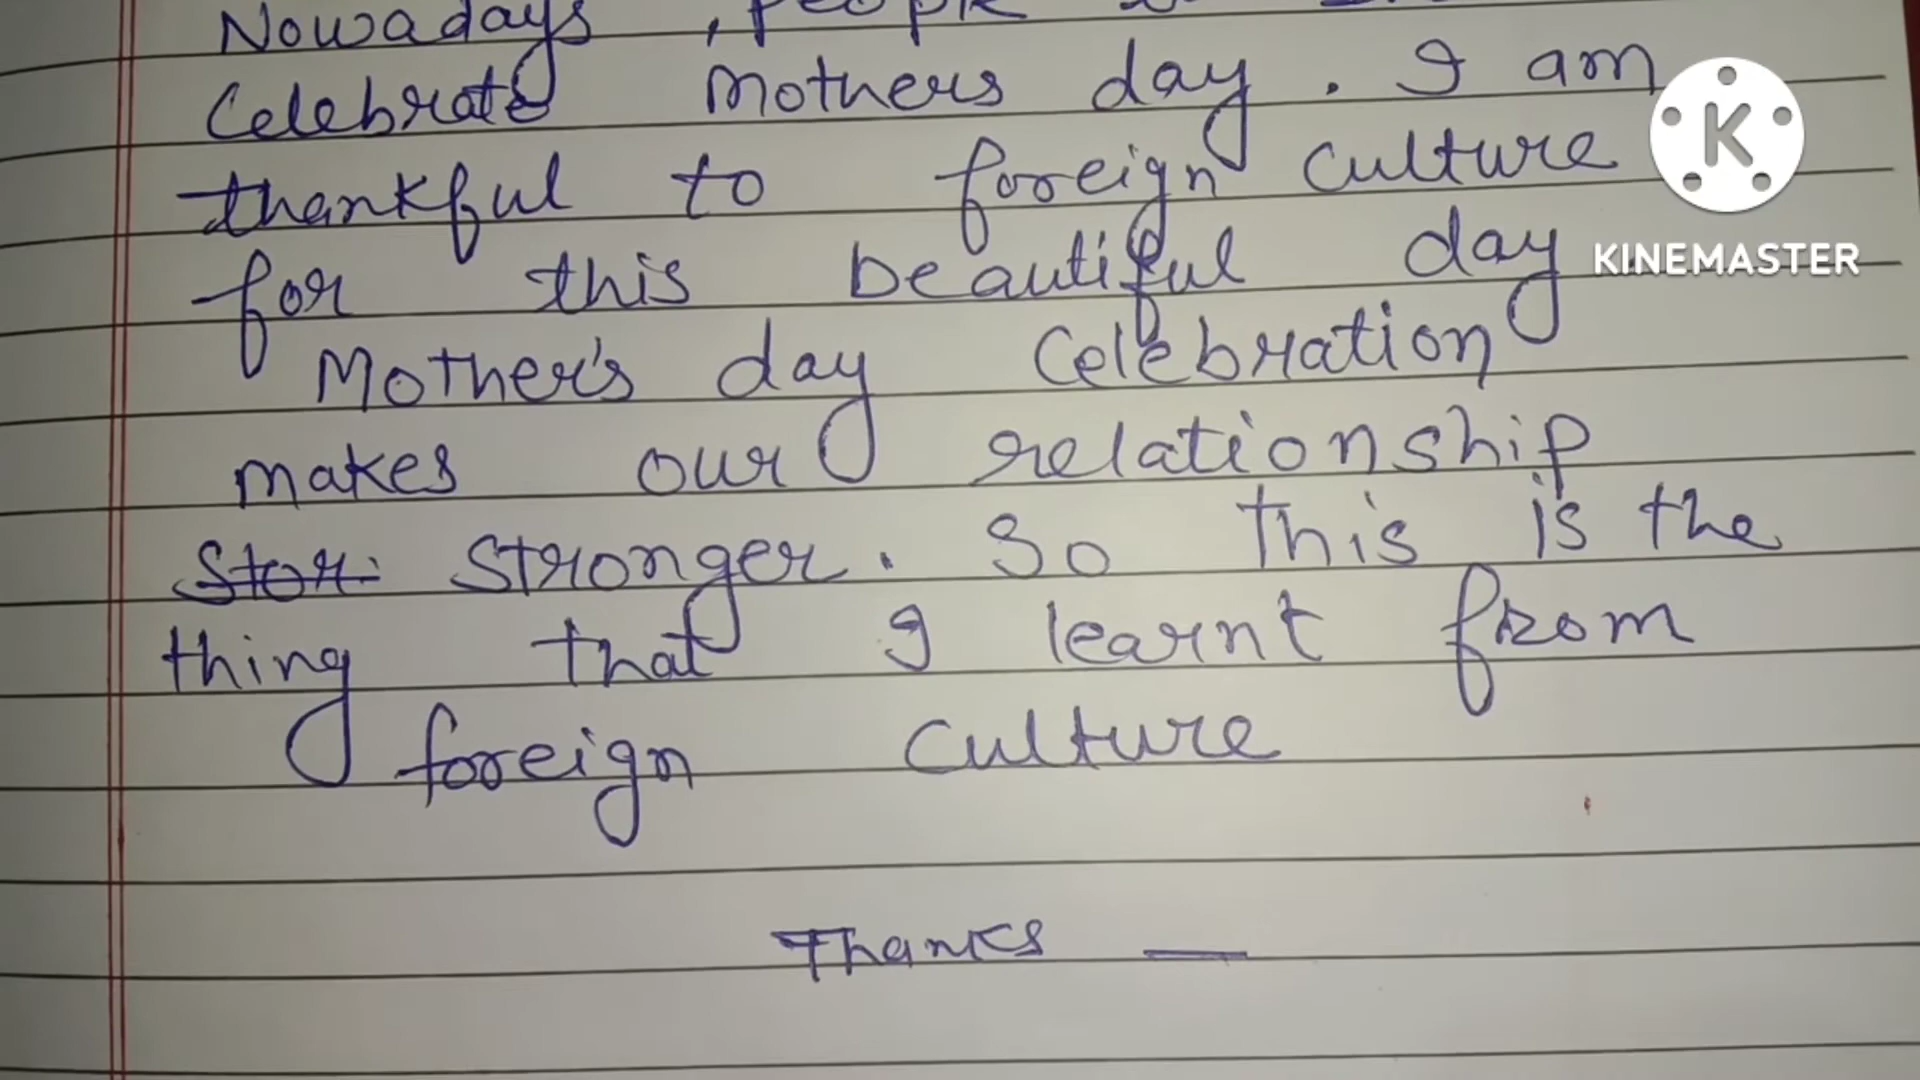 Nowadays , people
Celebrate Mothers day . I am
thankful to foreign culture
for this beautiful day
Mother's day Celebration
makes our relationship
Stor. stronger . So this is the
thing that I learnt from
foreign culture
Thanks —
K
KINEMASTER